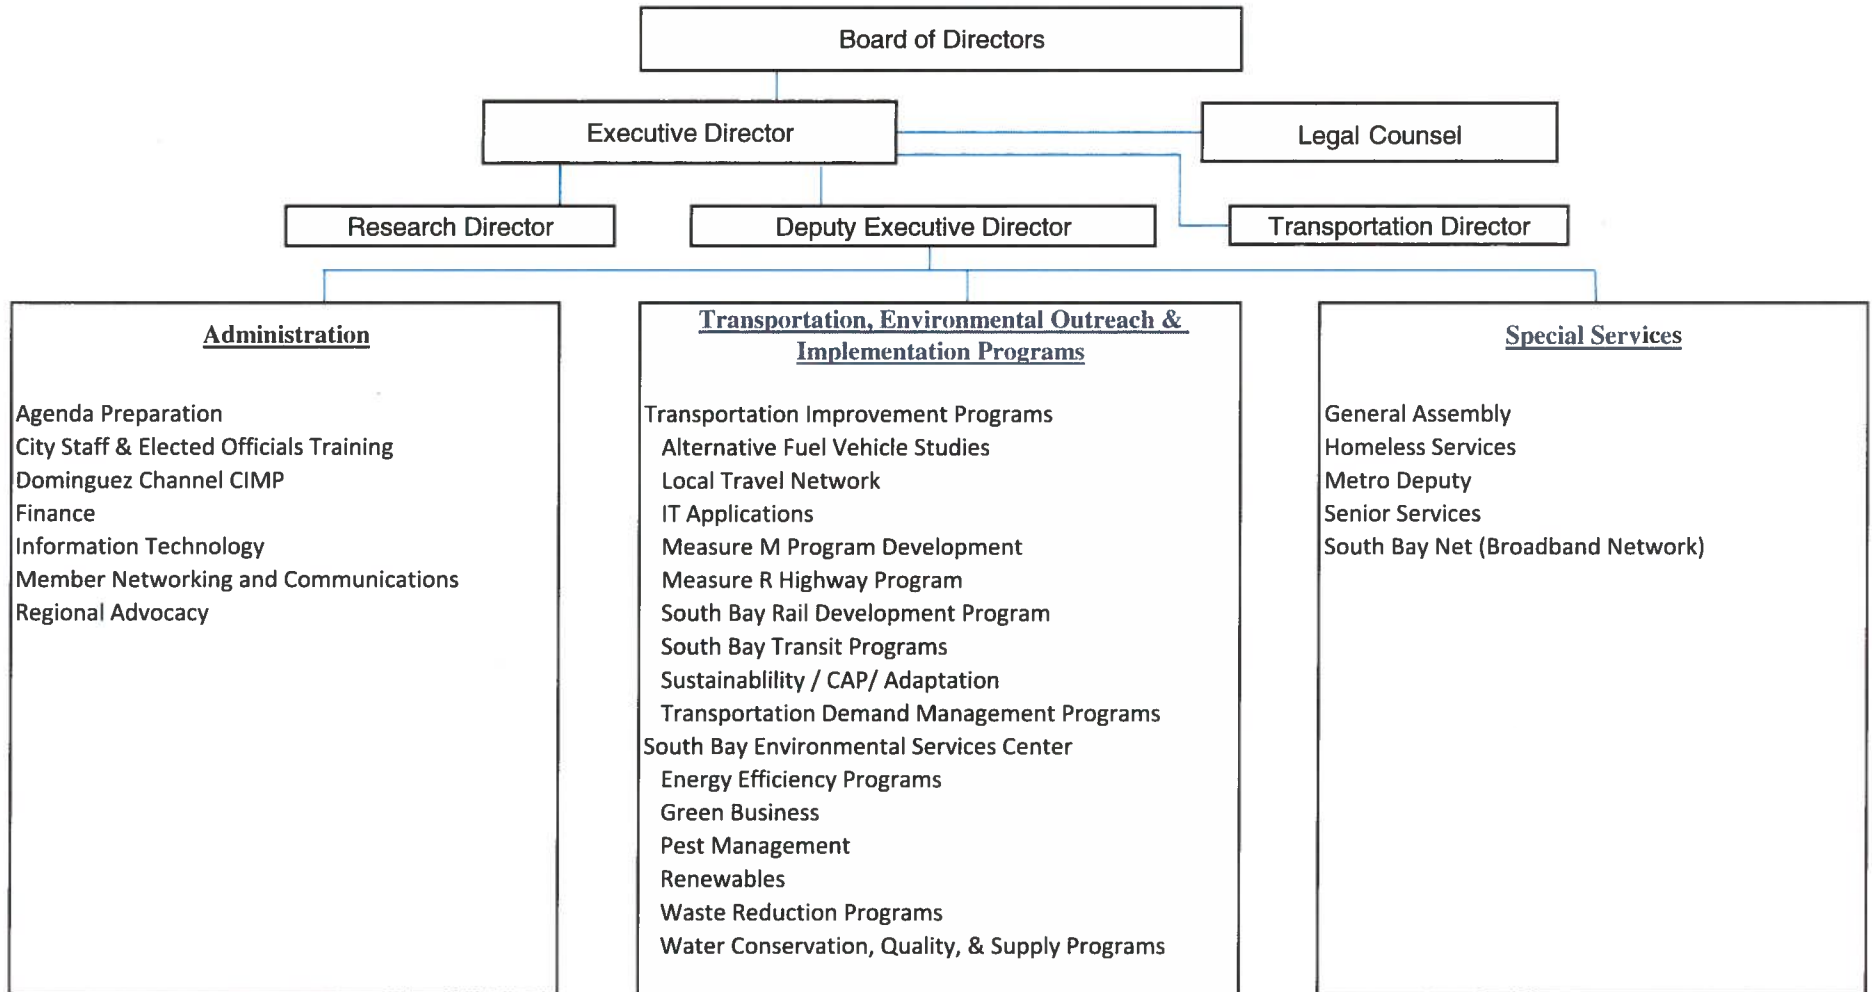 Board of Directors
Executive Director
Legal Counsel
Research Director
Deputy Executive Director
Transportation Director
Administration
Agenda Preparation
City Staff & Elected Officials Training
Dominguez Channel CIMP
Finance
Information Technology
Member Networking and Communications
Regional Advocacy
Transportation, Environmental Outreach &
Implementation Programs
Transportation Improvement Programs
Alternative Fuel Vehicle Studies
Local Travel Network
IT Applications
Measure M Program Development
Measure R Highway Program
South Bay Rail Development Program
South Bay Transit Programs
Sustainablility / CAP/ Adaptation
Transportation Demand Management Programs
South Bay Environmental Services Center
Energy Efficiency Programs
Green Business
Pest Management
Renewables
Waste Reduction Programs
Water Conservation, Quality, & Supply Programs
Special Services
General Assembly
Homeless Services
Metro Deputy
Senior Services
South Bay Net (Broadband Network)